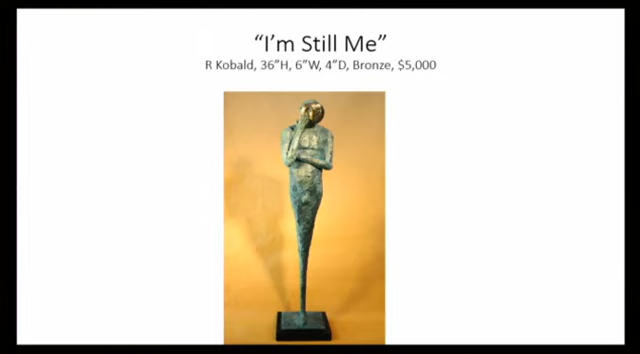 “I’m Still Me”
R Kobald, 36”H, 6”W, 4”D, Bronze, $5,000